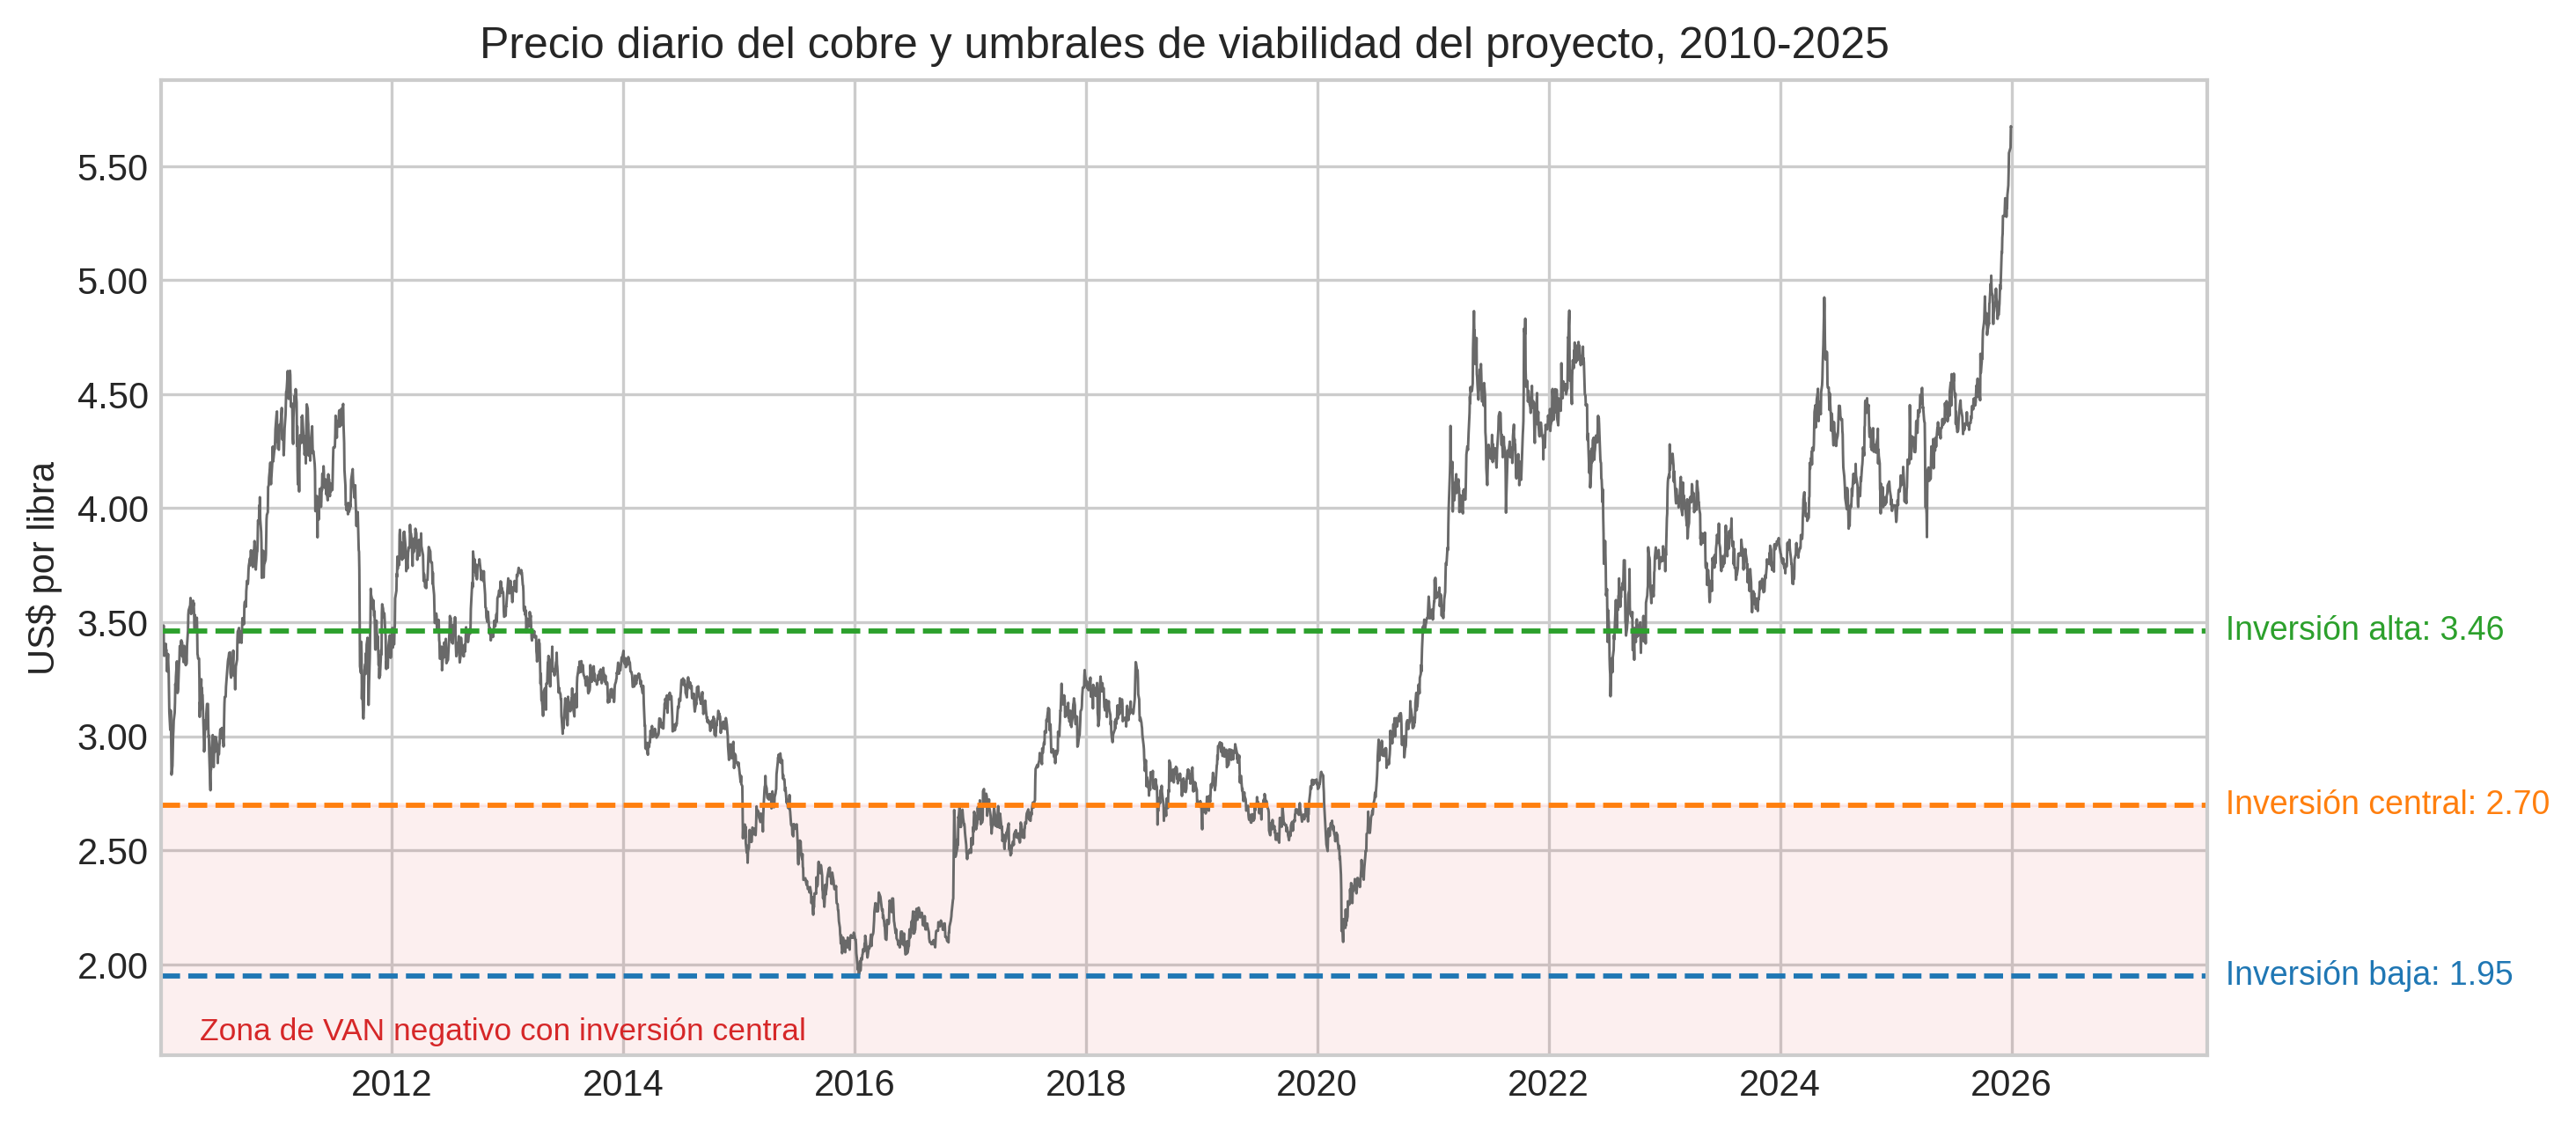 Precio diario del cobre y umbrales de viabilidad del proyecto, 2010-2025
US$ por libra
5.50
5.00
4.50
4.00
3.50
3.00
2.50
2.00
Inversión alta: 3.46
Inversión central: 2.70
Inversión baja: 1.95
Zona de VAN negativo con inversión central
2012 2014 2016 2018 2020 2022 2024 2026